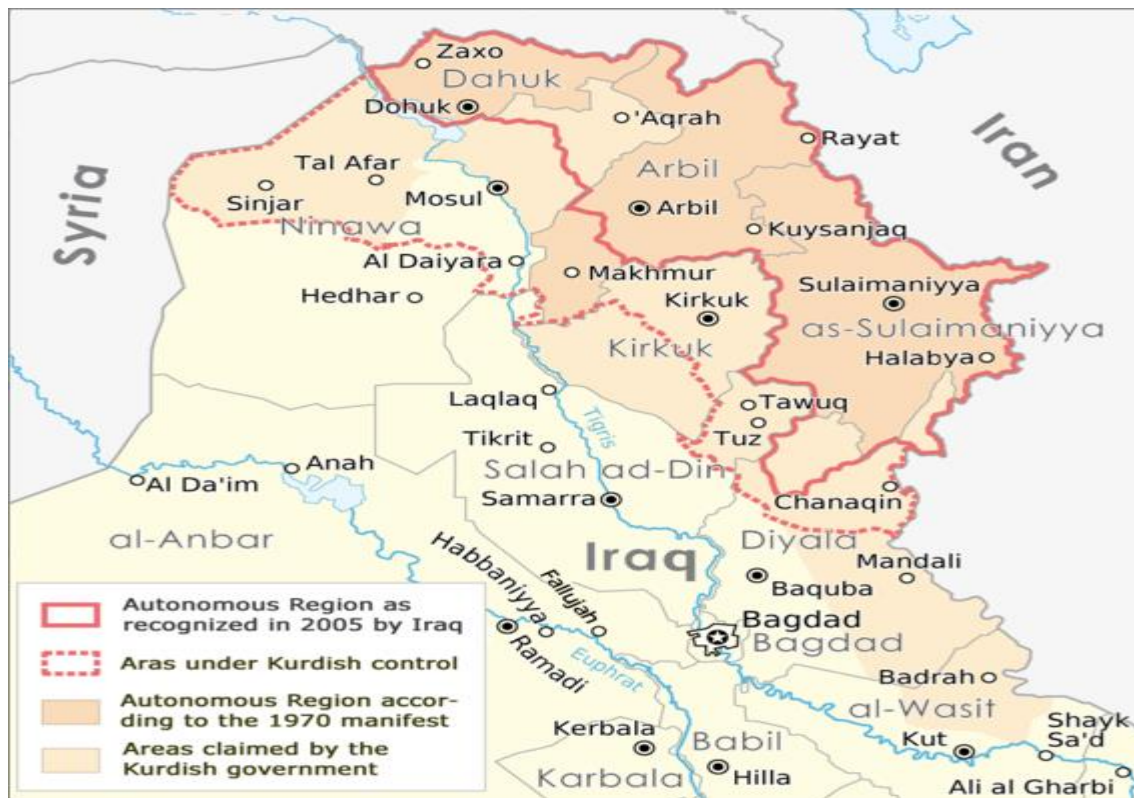 Zaxo
Dahuk
Dohuk
'Aqrah
Rayat
Iran
Syria
Tal Afar
Sinjar
Mosul
Arbil
Arbil
Ninawa
Kuysanjaq
Al Daiyara
Makhmur
Hedhar
Kirkuk
Sulaimaniyya
as-Sulaimaniyya
Kirkuk
Halabya
Laqlaq
Tigris
Tawuq
Tuz
Tikrit
Salah ad-Din
Anah
Al Da'im
Samarra
Chanaqin
al-Anbar
Habbaniyya
Fallujah
Iraq
Diyala
Mandali
Baquba
Bagdad
Bagdad
Ramadi
Euphrat
Badrah
al-Wasit
Kerbala
Babil
Kut
Shayk
Sa'd
Karbala
Hilla
Ali al Gharbi
Autonomous Region as
recognized in 2005 by Iraq
Aras under Kurdish control
Autonomous Region accor-
ding to the 1970 manifest
Areas claimed by the
Kurdish government